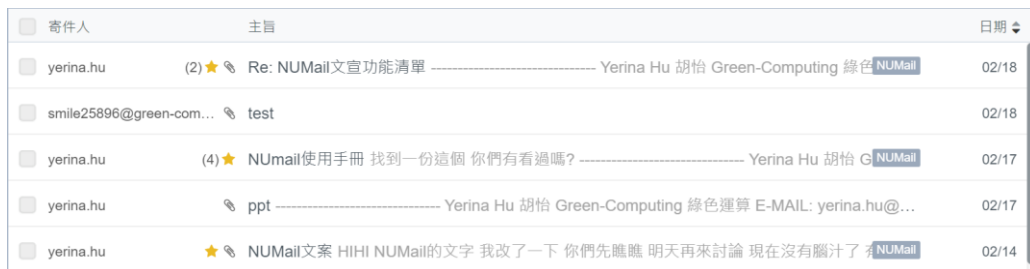 寄件人 主旨 日期
yerina.hu (2) Re: NUMail文宣功能清單 ------------------------------- Yerina Hu 胡怡 Green-Computing 綠色 NUMail 02/18
smile25896@green-com... test 02/18
yerina.hu (4) NUmail使用手冊 找到一份這個 你們有看過嗎? ------------------------------- Yerina Hu 胡怡 G NUMail 02/17
yerina.hu ppt ------------------------------- Yerina Hu 胡怡 Green-Computing 綠色運算 E-MAIL: yerina.hu@... 02/17
yerina.hu NUMail文案 HIHI NUMail的文字 我改了一下 你們先瞧瞧 明天再來討論 現在沒有腦汁了 NUMail 02/14